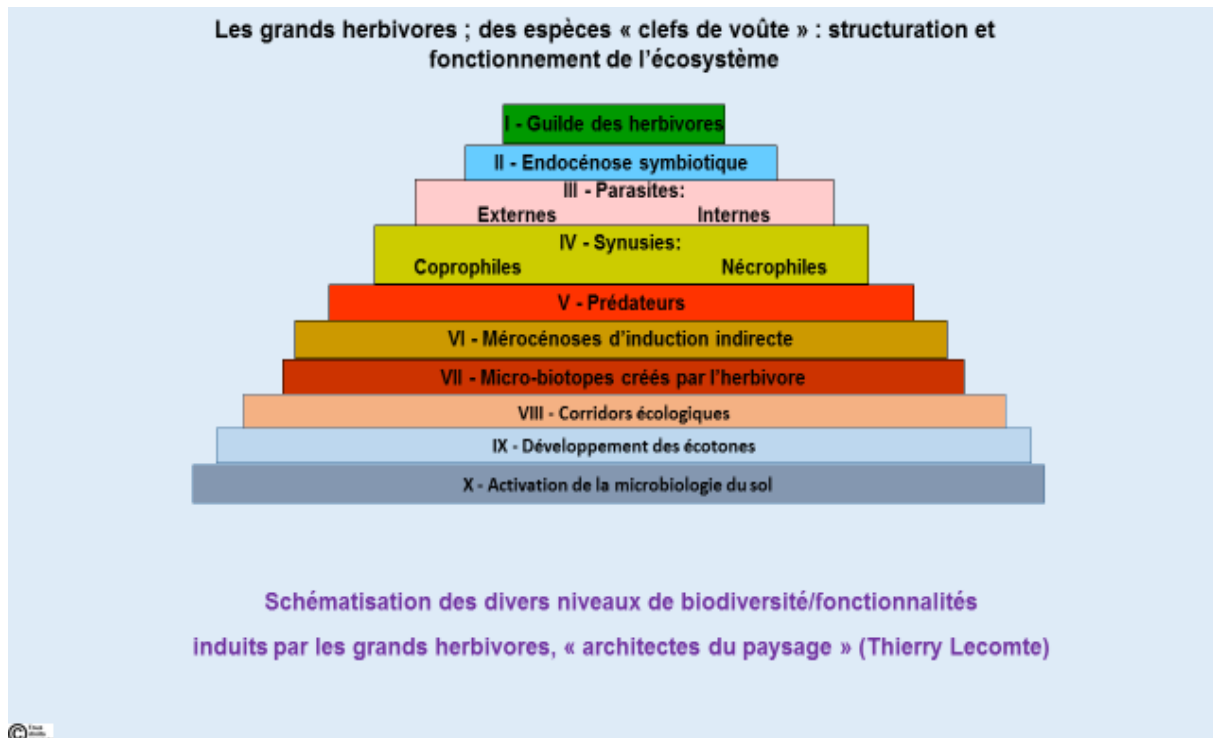 Les grands herbivores ; des espèces « clefs de voûte » : structuration et
fonctionnement de l’écosystème
I - Guilde des herbivores
II - Endocénose symbiotique
III - Parasites:
Externes Internes
IV - Synusies:
Coprophiles Nécrophiles
V - Prédateurs
VI - Mérocénoses d’induction indirecte
VII - Micro-biotopes créés par l’herbivore
VIII - Corridors écologiques
IX - Développement des écotones
X - Activation de la microbiologie du sol
Schématisation des divers niveaux de biodiversité/fonctionnalités
induits par les grands herbivores, « architectes du paysage » (Thierry Lecomte)
©